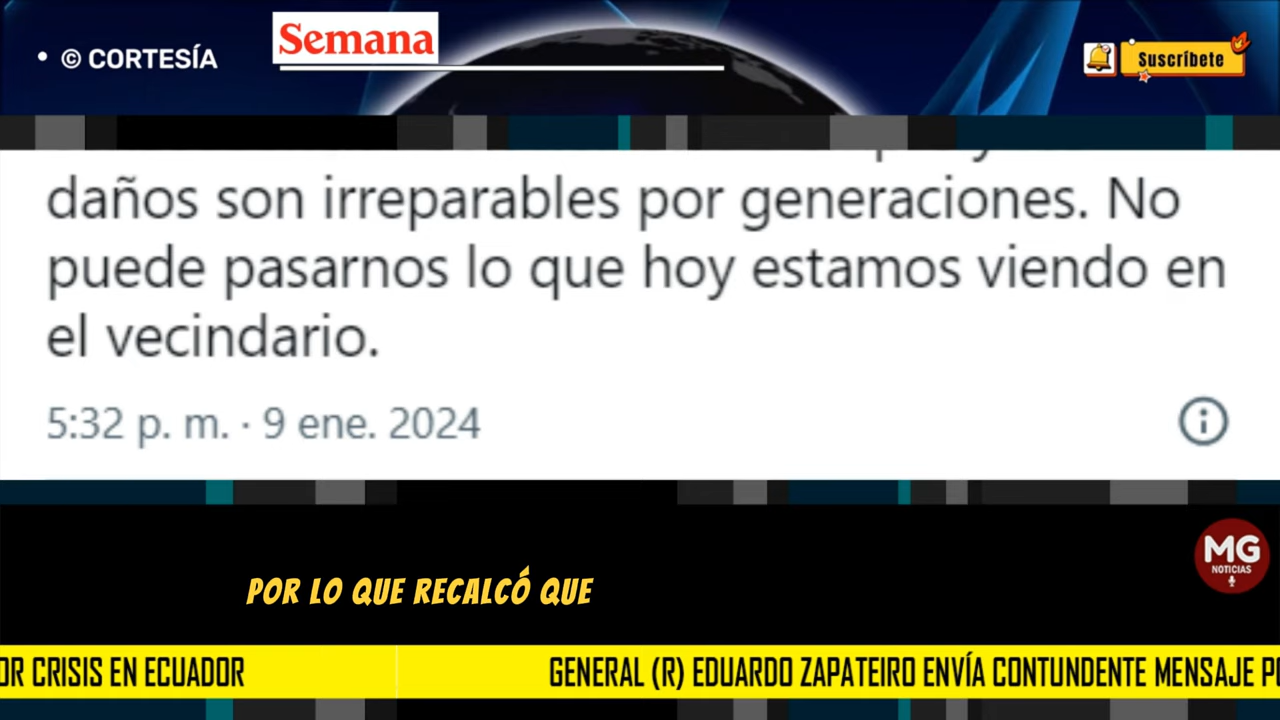 • © CORTESÍA
Semana
Suscríbete
daños son irreparables por generaciones. No
puede pasarnos lo que hoy estamos viendo en
el vecindario.
5:32 p. m. · 9 ene. 2024
MG
NOTICIAS
POR LO QUE RECALCÓ QUE
OR CRISIS EN ECUADOR
GENERAL (R) EDUARDO ZAPATEIRO ENVÍA CONTUNDENTE MENSAJE P